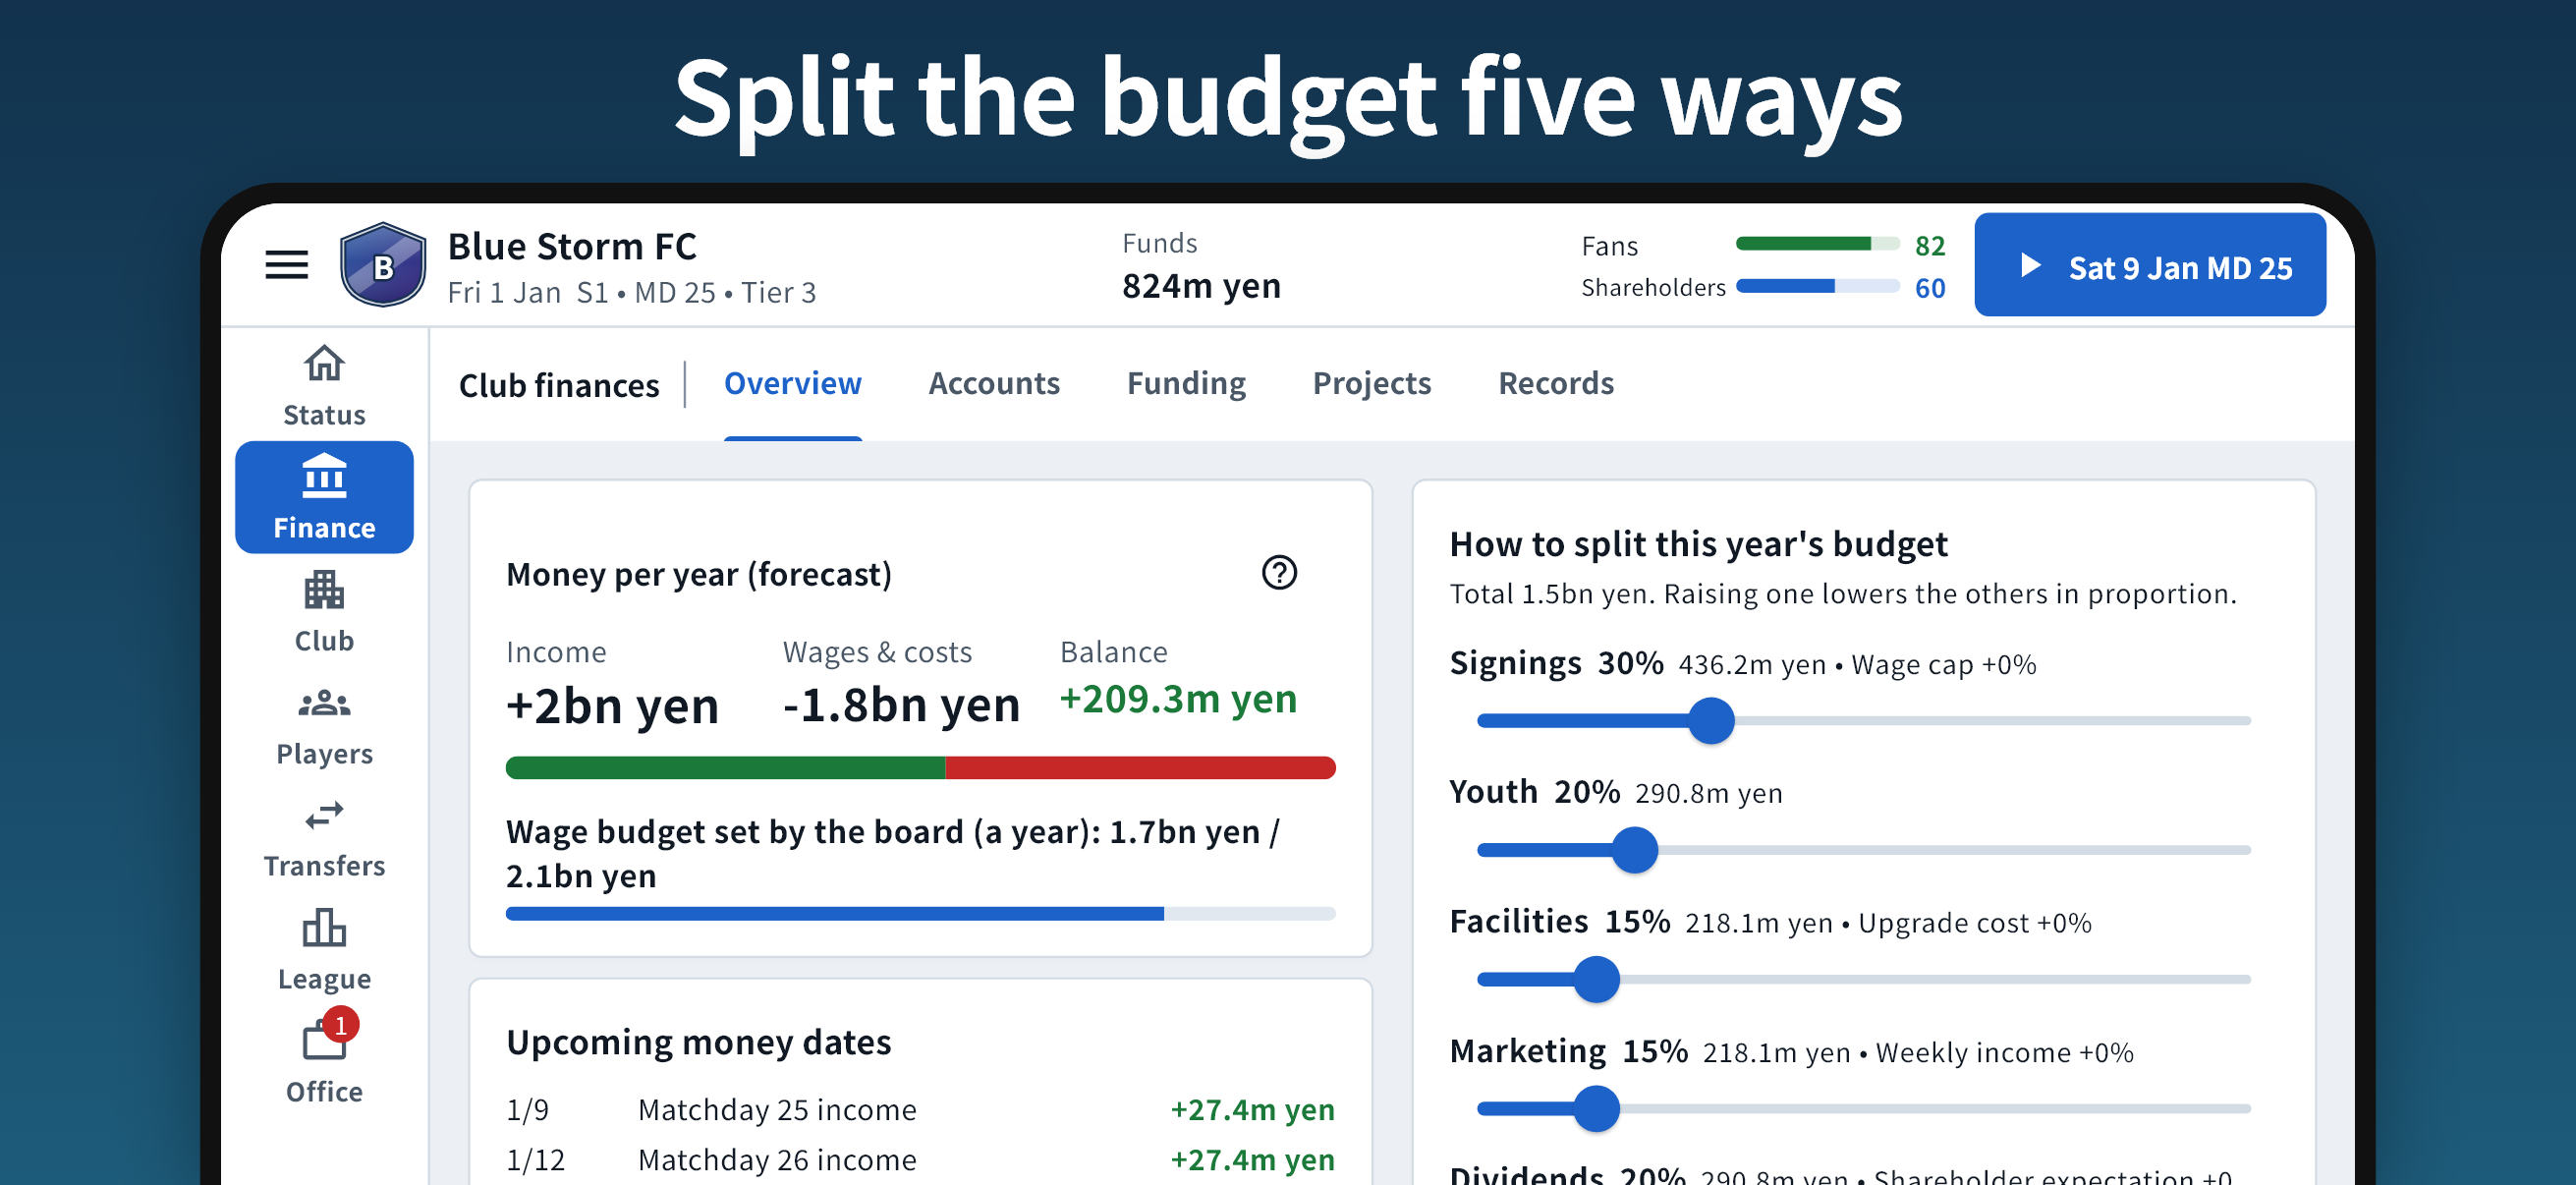 Split the budget five ways
B
Blue Storm FC
Fri 1 Jan S1 • MD 25 • Tier 3
Funds
824m yen
Fans 82
Shareholders 60
Sat 9 Jan MD 25
Status
Finance
Club
Players
Transfers
League
1
Office
Club finances
Overview
Accounts
Funding
Projects
Records
Money per year (forecast)
?
Income
Wages & costs
Balance
+2bn yen
-1.8bn yen
+209.3m yen
Wage budget set by the board (a year): 1.7bn yen /
2.1bn yen
Upcoming money dates
1/9 Matchday 25 income +27.4m yen
1/12 Matchday 26 income +27.4m yen
How to split this year's budget
Total 1.5bn yen. Raising one lowers the others in proportion.
Signings 30% 436.2m yen • Wage cap +0%
Youth 20% 290.8m yen
Facilities 15% 218.1m yen • Upgrade cost +0%
Marketing 15% 218.1m yen • Weekly income +0%
Dividends 20% 290.8m yen • Shareholder expectation +0